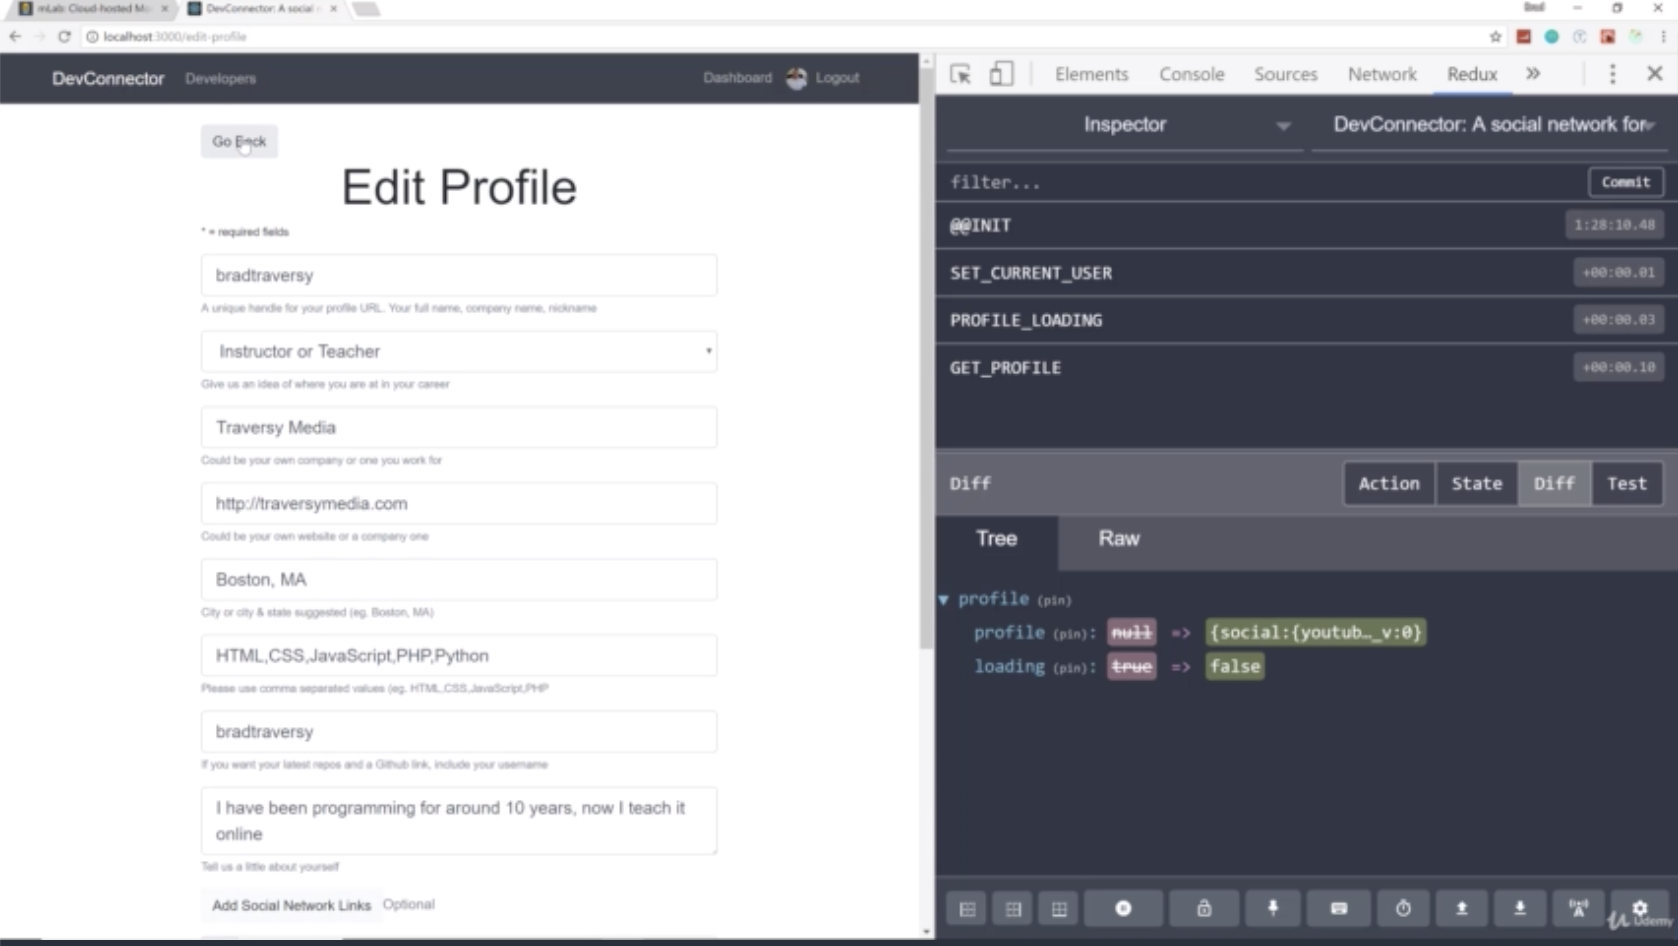 mLab: Cloud-hosted Mo
DevConnector: A social n
localhost:3000/edit-profile
DevConnector Developers Dashboard Logout
Go Back
Edit Profile
* = required fields
bradtraversy
A unique handle for your profile URL. Your full name, company name, nickname
Instructor or Teacher
Give us an idea of where you are at in your career
Traversy Media
Could be your own company or one you work for
http://traversymedia.com
Could be your own website or a company one
Boston, MA
City or city & state suggested (eg. Boston, MA)
HTML,CSS,JavaScript,PHP,Python
Please use comma separated values (eg. HTML,CSS,JavaScript,PHP
bradtraversy
If you want your latest repos and a Github link, include your username
I have been programming for around 10 years, now I teach it
online
Tell us a little about yourself
Add Social Network Links Optional
Elements Console Sources Network Redux
Inspector DevConnector: A social network for
filter... Commit
@@INIT 1:28:10.48
SET_CURRENT_USER +00:00.01
PROFILE_LOADING +00:00.03
GET_PROFILE +00:00.10
Diff Action State Diff Test
Tree Raw
profile (pin)
profile (pin): null => {social:{youtub…_v:0}
loading (pin): true => false
Udemy